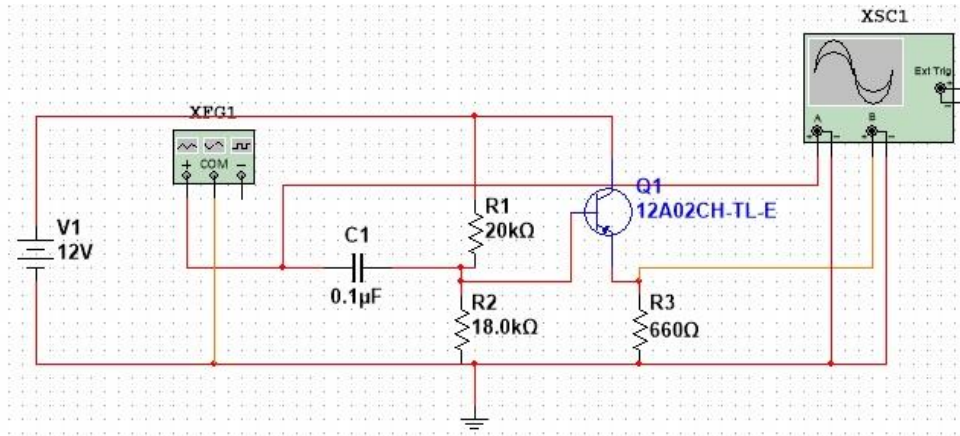 XSC1
Ext Trig
+
-
A
B
+ - + -
XFG1
+ COM -
Q1
12A02CH-TL-E
R1
20kΩ
V1
12V
C1
0.1µF
R2
18.0kΩ
R3
660Ω